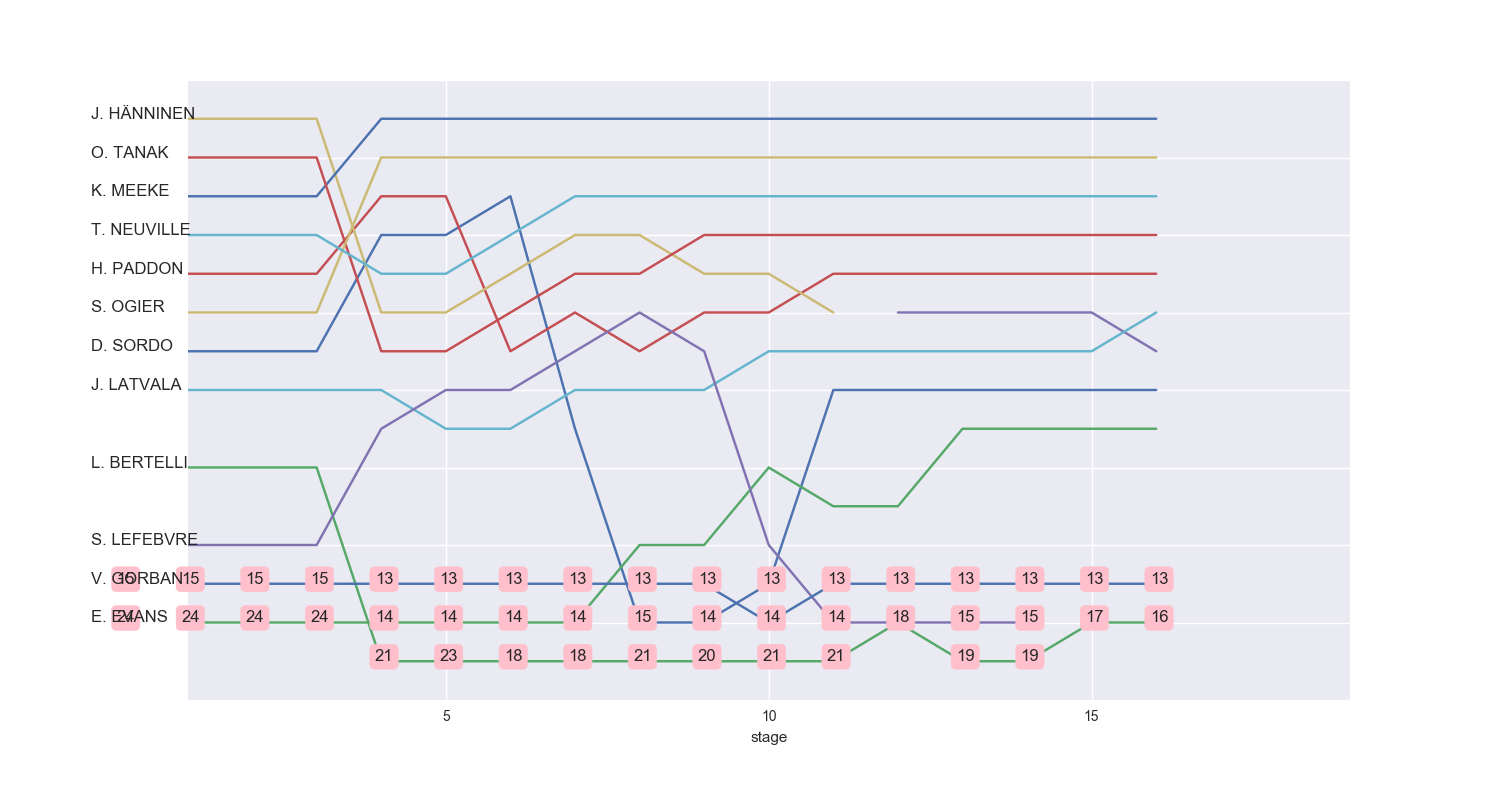 J. HÄNNINEN
O. TANAK
K. MEEKE
T. NEUVILLE
H. PADDON
S. OGIER
D. SORDO
J. LATVALA
L. BERTELLI
S. LEFEBVRE
V. GORBAN 15 15 15 15 13 13 13 13 13 13 13 13 13 13 13 13 13
E. EVANS 24 24 24 24 14 14 14 14 15 14 14 14 18 15 15 17 16
21 23 18 18 21 20 21 21 19 19
5 10 15
stage